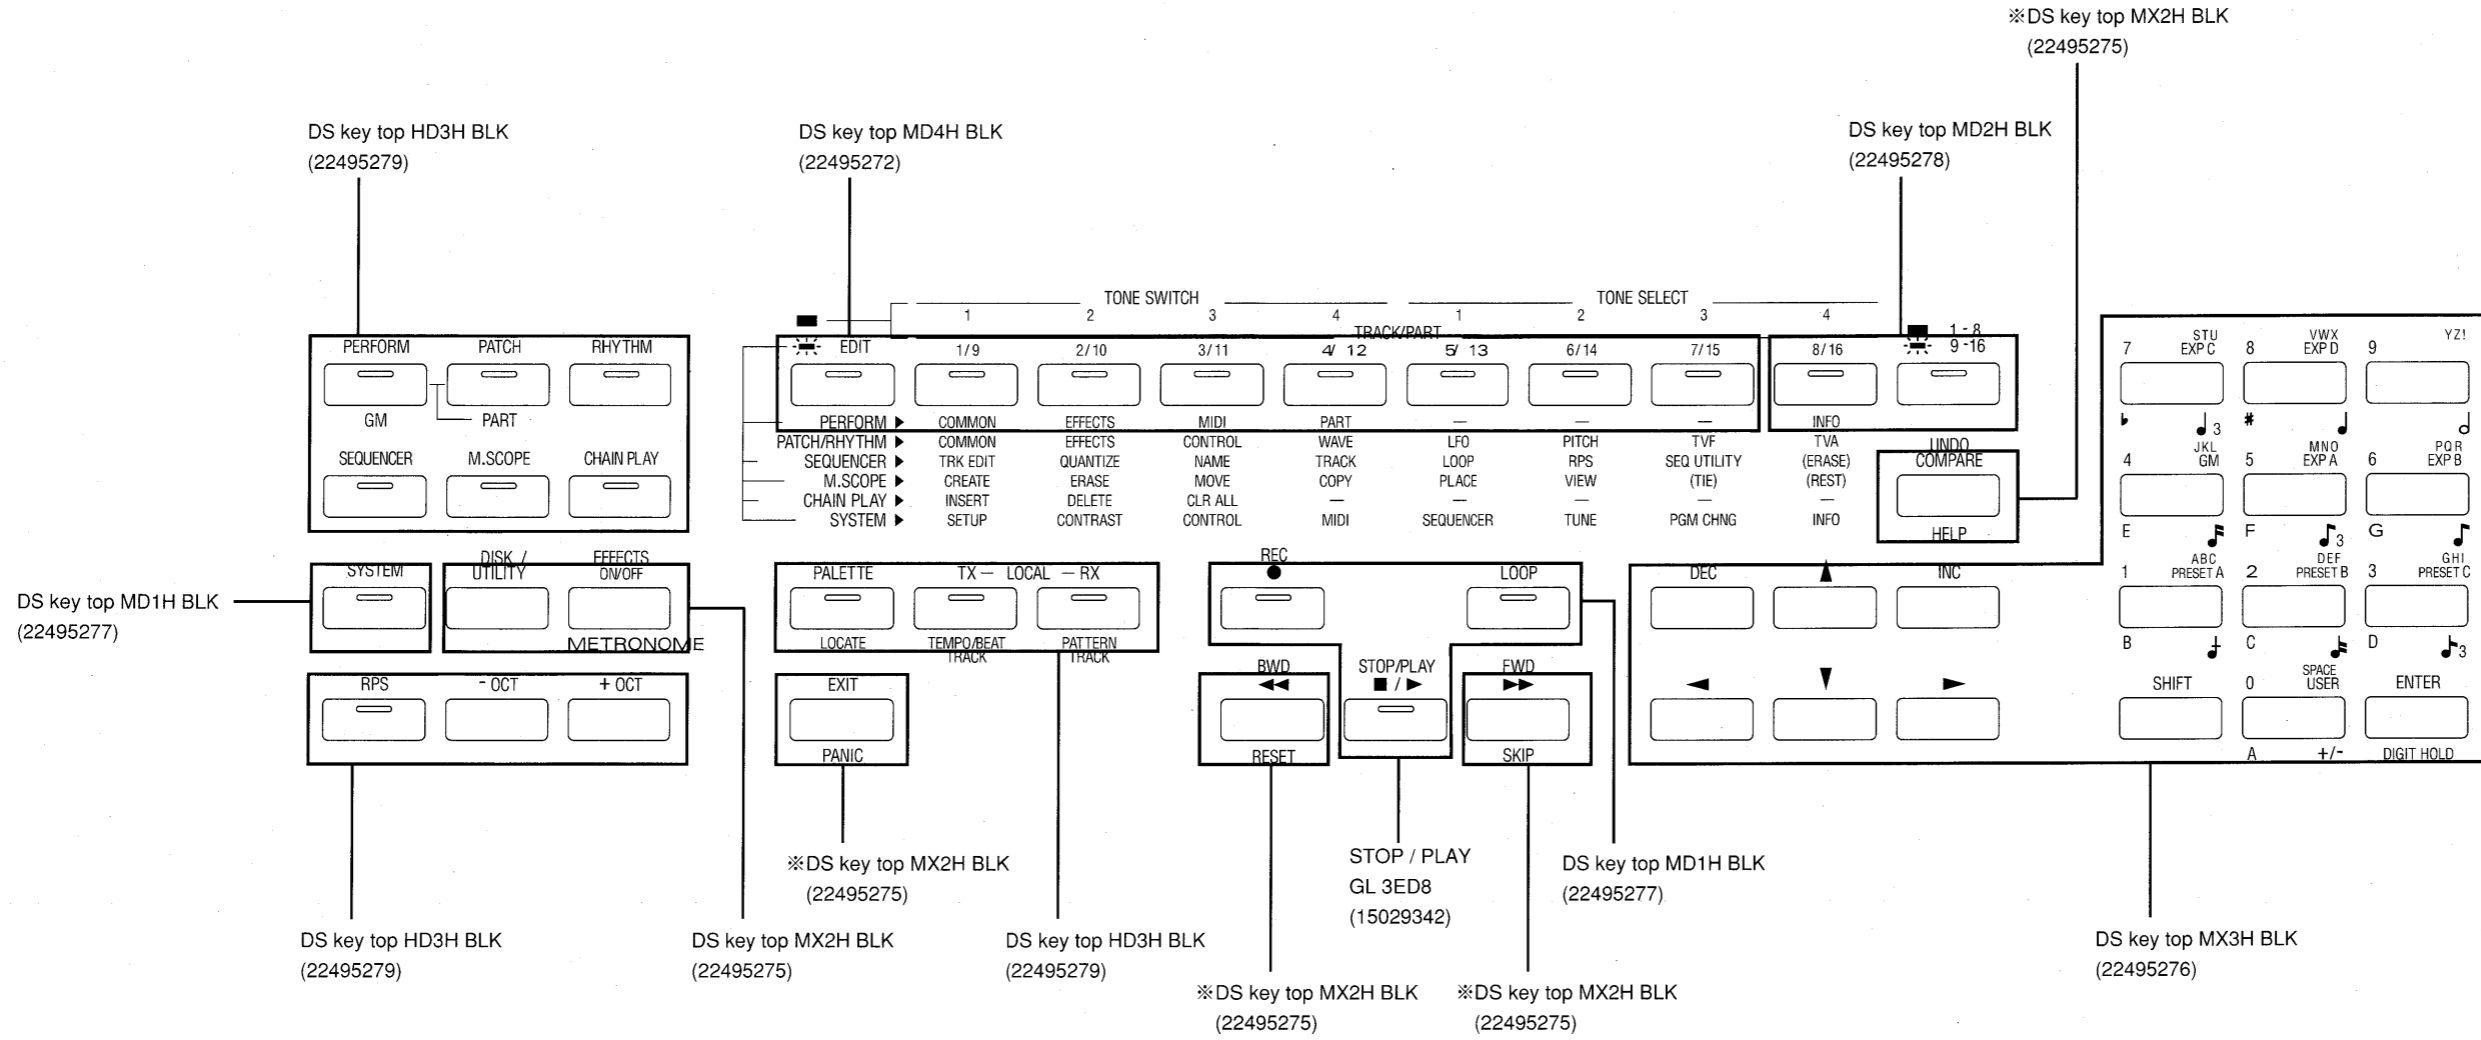 ※DS key top MX2H BLK
(22495275)
DS key top HD3H BLK
(22495279)
DS key top MD4H BLK
(22495272)
DS key top MD2H BLK
(22495278)
TONE SWITCH TONE SELECT
1 2 3 4 1 2 3 4
TRACK/PART
1 - 8
9 -16
EDIT 1/9 2/10 3/11 4/ 12 5/ 13 6/14 7/15 8/16
PERFORM PATCH RHYTHM
GM PART
SEQUENCER M.SCOPE CHAIN PLAY
PERFORM ▶ COMMON EFFECTS MIDI PART — — — INFO
PATCH/RHYTHM ▶ COMMON EFFECTS CONTROL WAVE LFO PITCH TVF TVA
SEQUENCER ▶ TRK EDIT QUANTIZE NAME TRACK LOOP RPS SEQ UTILITY (ERASE)
M.SCOPE ▶ CREATE ERASE MOVE COPY PLACE VIEW (TIE) (REST)
CHAIN PLAY ▶ INSERT DELETE CLR ALL — — — — —
SYSTEM ▶ SETUP CONTRAST CONTROL MIDI SEQUENCER TUNE PGM CHNG INFO
UNDO
COMPARE
HELP
7 STU EXP C
8 VWX EXP D
9 YZ!
♭ ♩3 # ♩
4 JKL GM
5 MNO EXP A
6 PQR EXP B
E F 3 G
1 ABC PRESET A
2 DEF PRESET B
3 GHI PRESET C
B C D 3
SHIFT
0 SPACE USER
ENTER
A +/- DIGIT HOLD
DS key top MD1H BLK
(22495277)
SYSTEM
DISK / UTILITY
EFFECTS ON/OFF
METRONOME
RPS - OCT + OCT
PALETTE TX — LOCAL — RX
LOCATE
TEMPO/BEAT TRACK
PATTERN TRACK
EXIT
PANIC
REC
●
LOOP
BWD
◀◀
RESET
STOP/PLAY
■ / ▶
FWD
▶▶
SKIP
DEC ▲ INC
◀ ▼ ▶
※DS key top MX2H BLK
(22495275)
STOP / PLAY
GL 3ED8
(15029342)
DS key top MD1H BLK
(22495277)
DS key top HD3H BLK
(22495279)
DS key top MX2H BLK
(22495275)
DS key top HD3H BLK
(22495279)
DS key top MX3H BLK
(22495276)
※DS key top MX2H BLK
(22495275)
※DS key top MX2H BLK
(22495275)